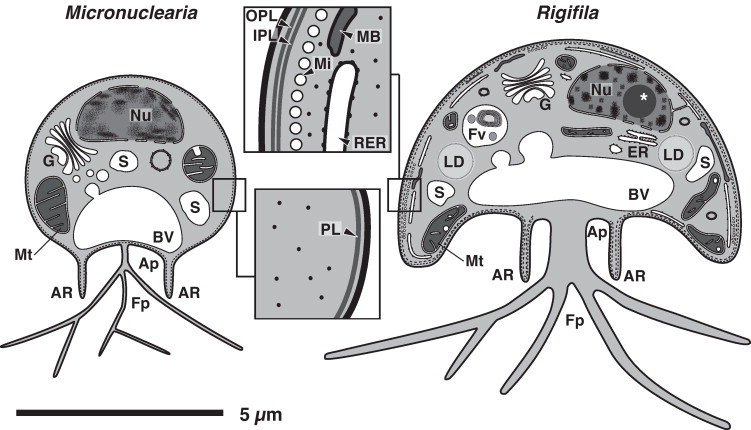 Micronuclearia
Rigifila
OPL
IPL
MB
Mi
RER
Nu
G
S
S
BV
Mt
Ap
AR
AR
Fp
PL
Nu
*
G
Fv
LD
ER
LD
S
S
BV
Ap
Mt
AR
AR
Fp
5 µm